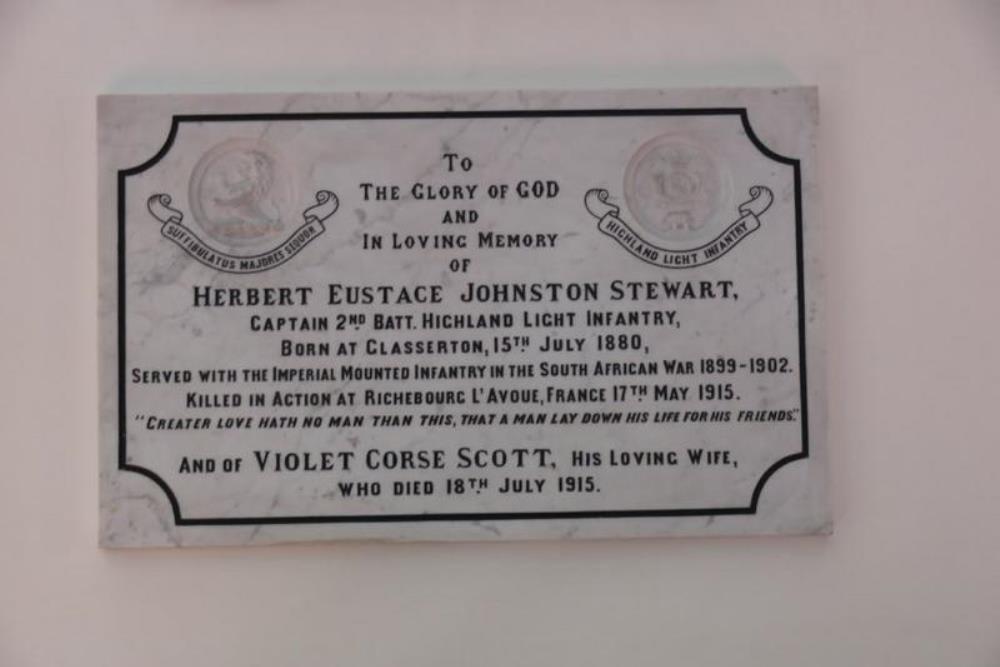 To
The Glory of GOD
and
In Loving Memory
of
SUFFIBULATUS MAJORES SEQUOR
HIGHLAND LIGHT INFANTRY
Herbert Eustace Johnston Stewart,
Captain 2ND Batt. Highland Light Infantry,
Born at Glasserton, 15TH July 1880,
Served with the Imperial Mounted Infantry in the South African War 1899-1902.
Killed in Action at Richebourg L'Avoue, France 17TH May 1915.
"Greater love hath no man than this, that a man lay down his life for his friends."
And of Violet Corse Scott, his Loving Wife,
who died 18TH July 1915.